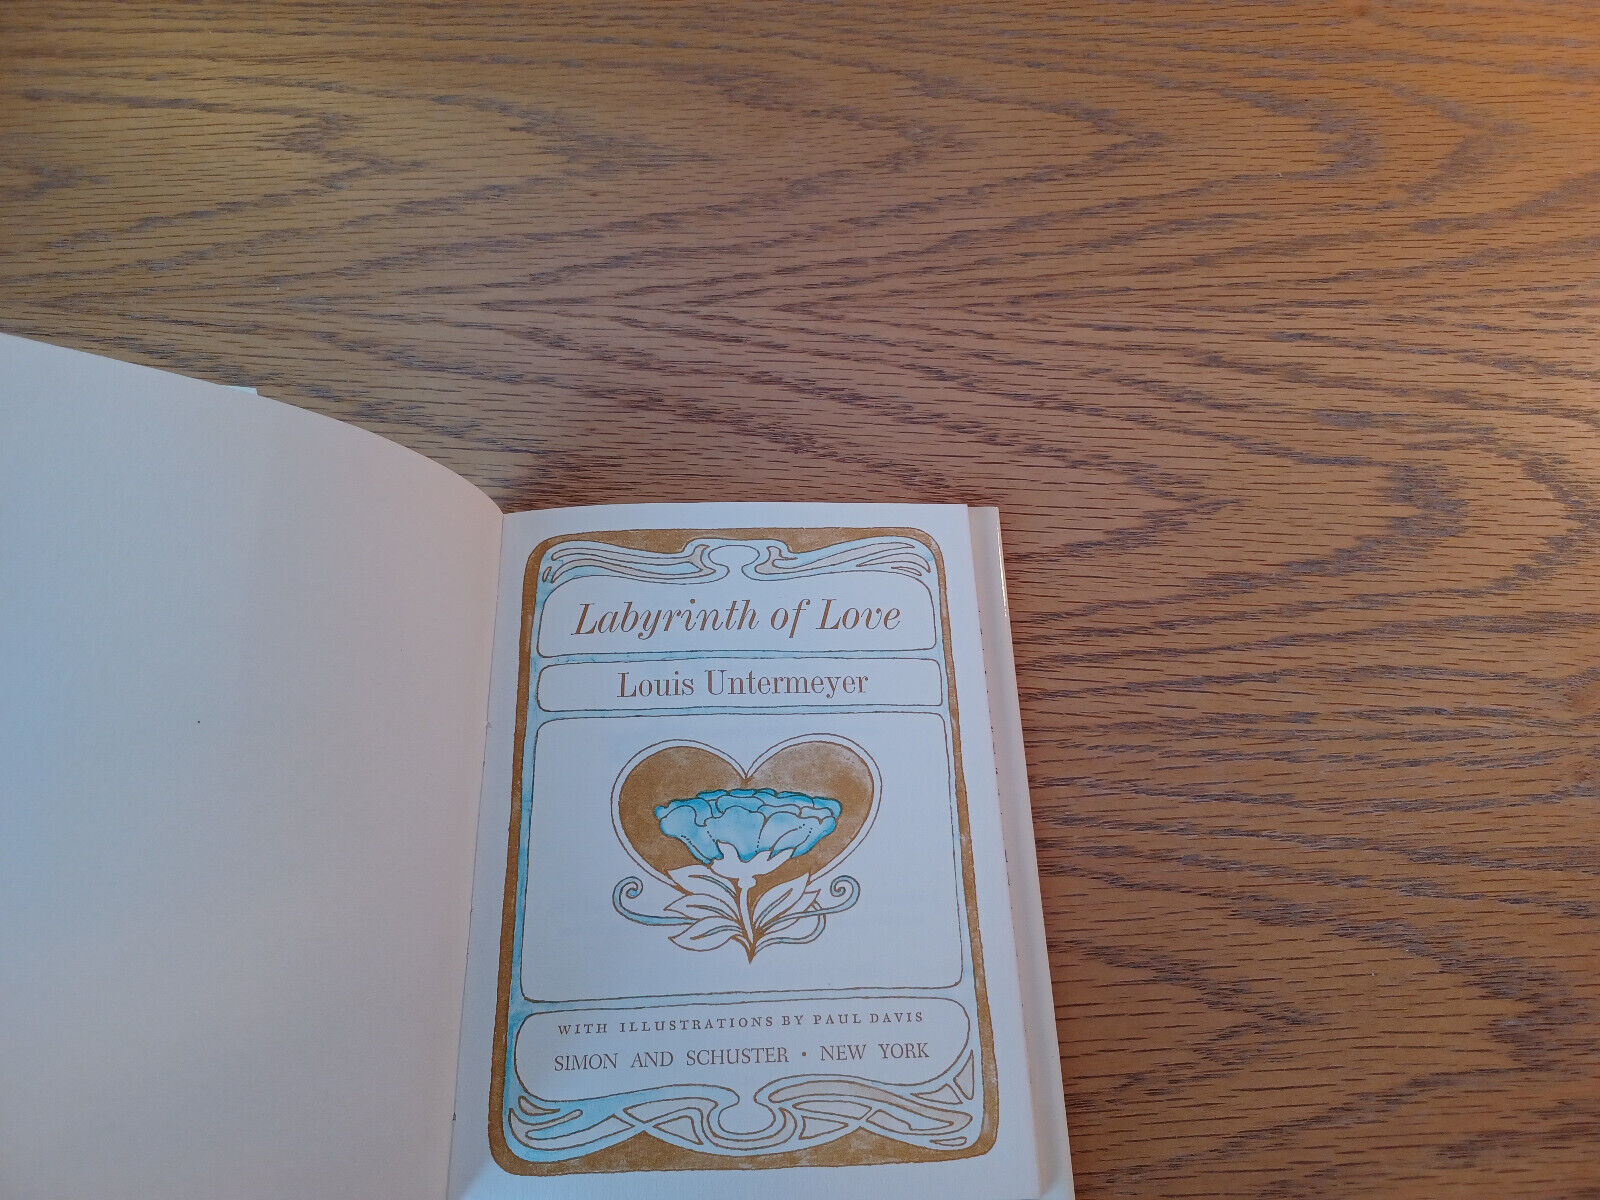 Labyrinth of Love
Louis Untermeyer
WITH ILLUSTRATIONS BY PAUL DAVIS
SIMON AND SCHUSTER • NEW YORK